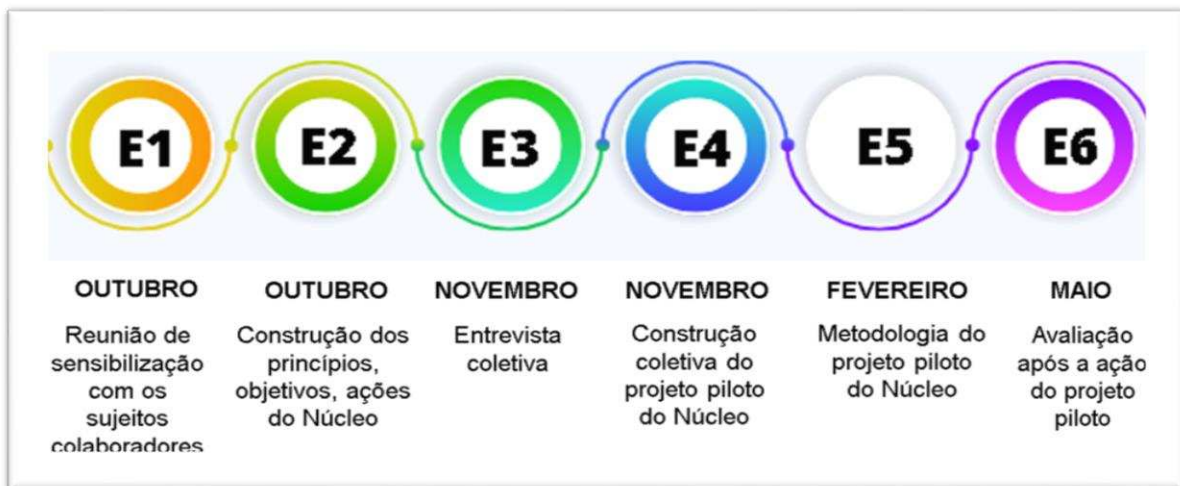 E1
E2
E3
E4
E5
E6
OUTUBRO
Reunião de
sensibilização
com os
sujeitos
colaboradores
OUTUBRO
Construção dos
princípios,
objetivos, ações
do Núcleo
NOVEMBRO
Entrevista
coletiva
NOVEMBRO
Construção
coletiva do
projeto piloto
do Núcleo
FEVEREIRO
Metodologia do
projeto piloto
do Núcleo
MAIO
Avaliação
após a ação
do projeto
piloto